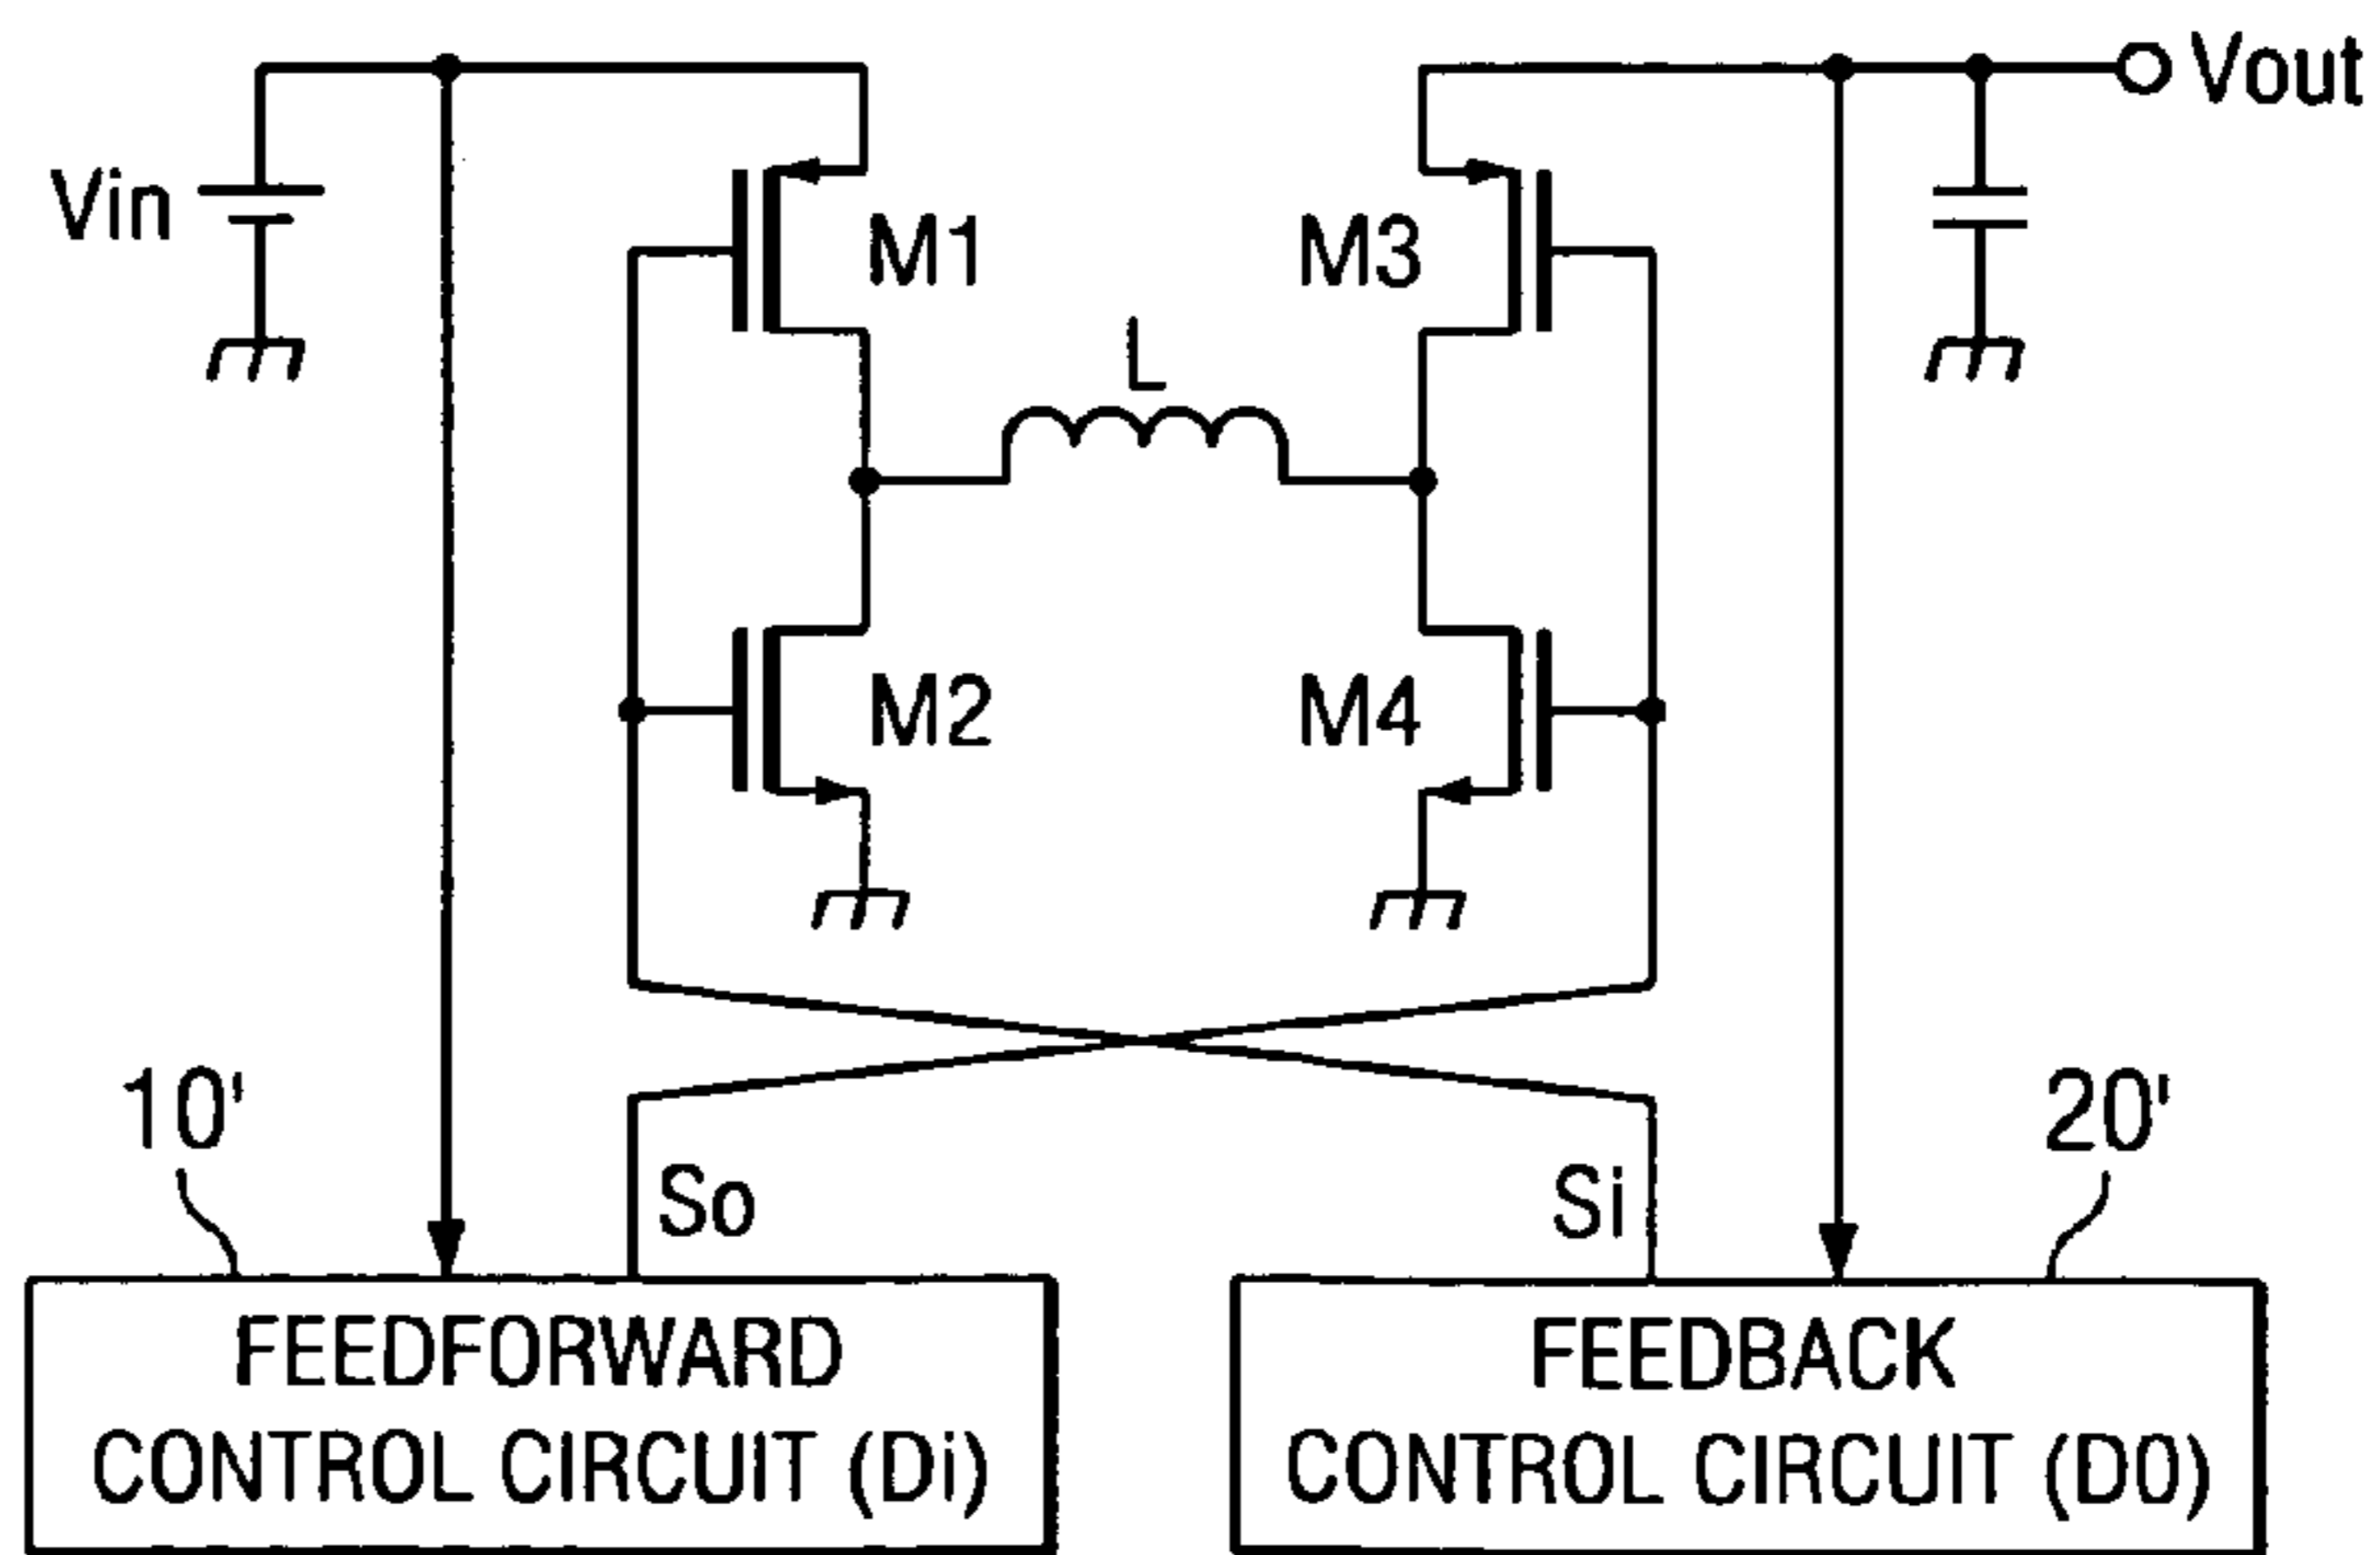 Vout
Vin
M1
M3
L
M2
M4
10'
20'
So
Si
FEEDFORWARD
CONTROL CIRCUIT (Di)
FEEDBACK
CONTROL CIRCUIT (D0)